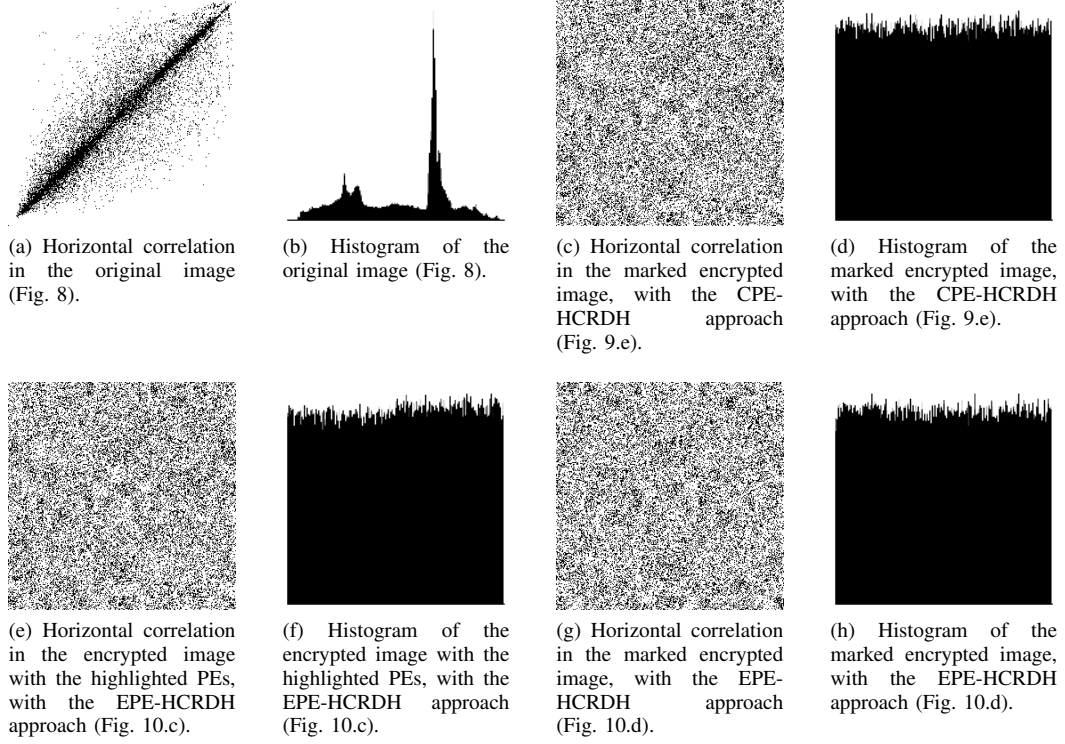 (a) Horizontal correlation
in the original image
(Fig. 8).
(b) Histogram of the
original image (Fig. 8).
(c) Horizontal correlation
in the marked encrypted
image, with the CPE-
HCRDH approach
(Fig. 9.e).
(d) Histogram of the
marked encrypted image,
with the CPE-HCRDH
approach (Fig. 9.e).
(e) Horizontal correlation
in the encrypted image
with the highlighted PEs,
with the EPE-HCRDH
approach (Fig. 10.c).
(f) Histogram of the
encrypted image with the
highlighted PEs, with the
EPE-HCRDH approach
(Fig. 10.c).
(g) Horizontal correlation
in the marked encrypted
image, with the EPE-
HCRDH approach
(Fig. 10.d).
(h) Histogram of the
marked encrypted image,
with the EPE-HCRDH
approach (Fig. 10.d).